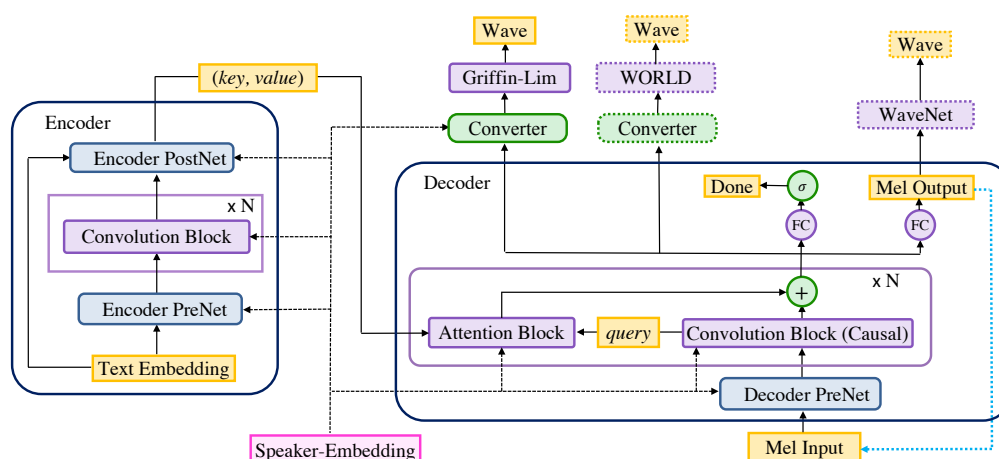 Wave
Wave
Wave
(key, value)
Griffin-Lim
WORLD
WaveNet
Encoder
Converter
Converter
Encoder PostNet
Decoder
Done
σ
Mel Output
x N
Convolution Block
FC
FC
x N
Encoder PreNet
+
Attention Block
query
Convolution Block (Causal)
Text Embedding
Decoder PreNet
Speaker-Embedding
Mel Input